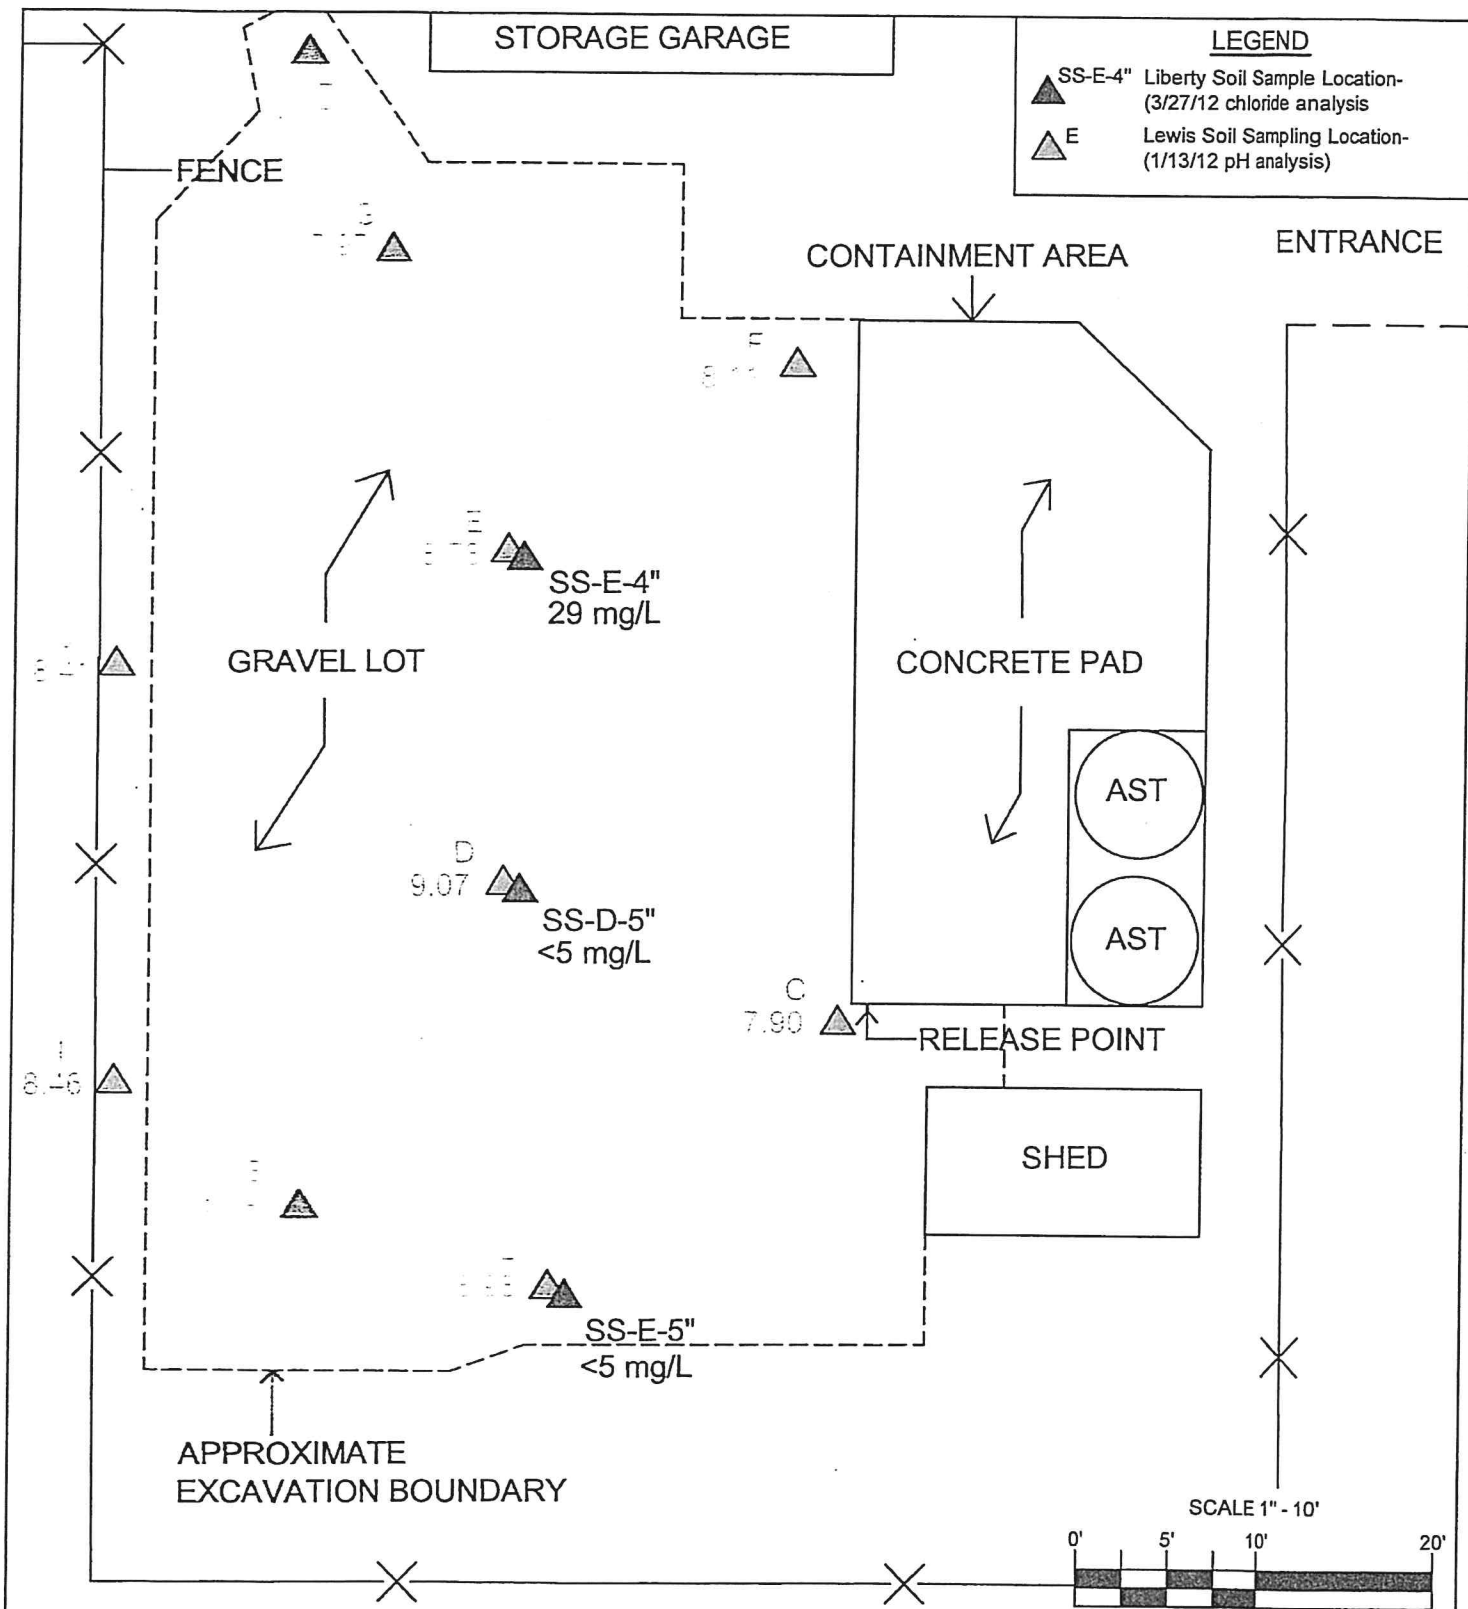 STORAGE GARAGE
LEGEND
SS-E-4" Liberty Soil Sample Location-
(3/27/12 chloride analysis
E Lewis Soil Sampling Location-
(1/13/12 pH analysis)
FENCE
G
ENTRANCE
CONTAINMENT AREA
F
E
SS-E-4"
29 mg/L
GRAVEL LOT
CONCRETE PAD
AST
D
9.07
SS-D-5"
<5 mg/L
AST
C
7.90
RELEASE POINT
8.46
SHED
SS-E-5"
<5 mg/L
APPROXIMATE
EXCAVATION BOUNDARY
SCALE 1" - 10'
0' 5' 10' 20'